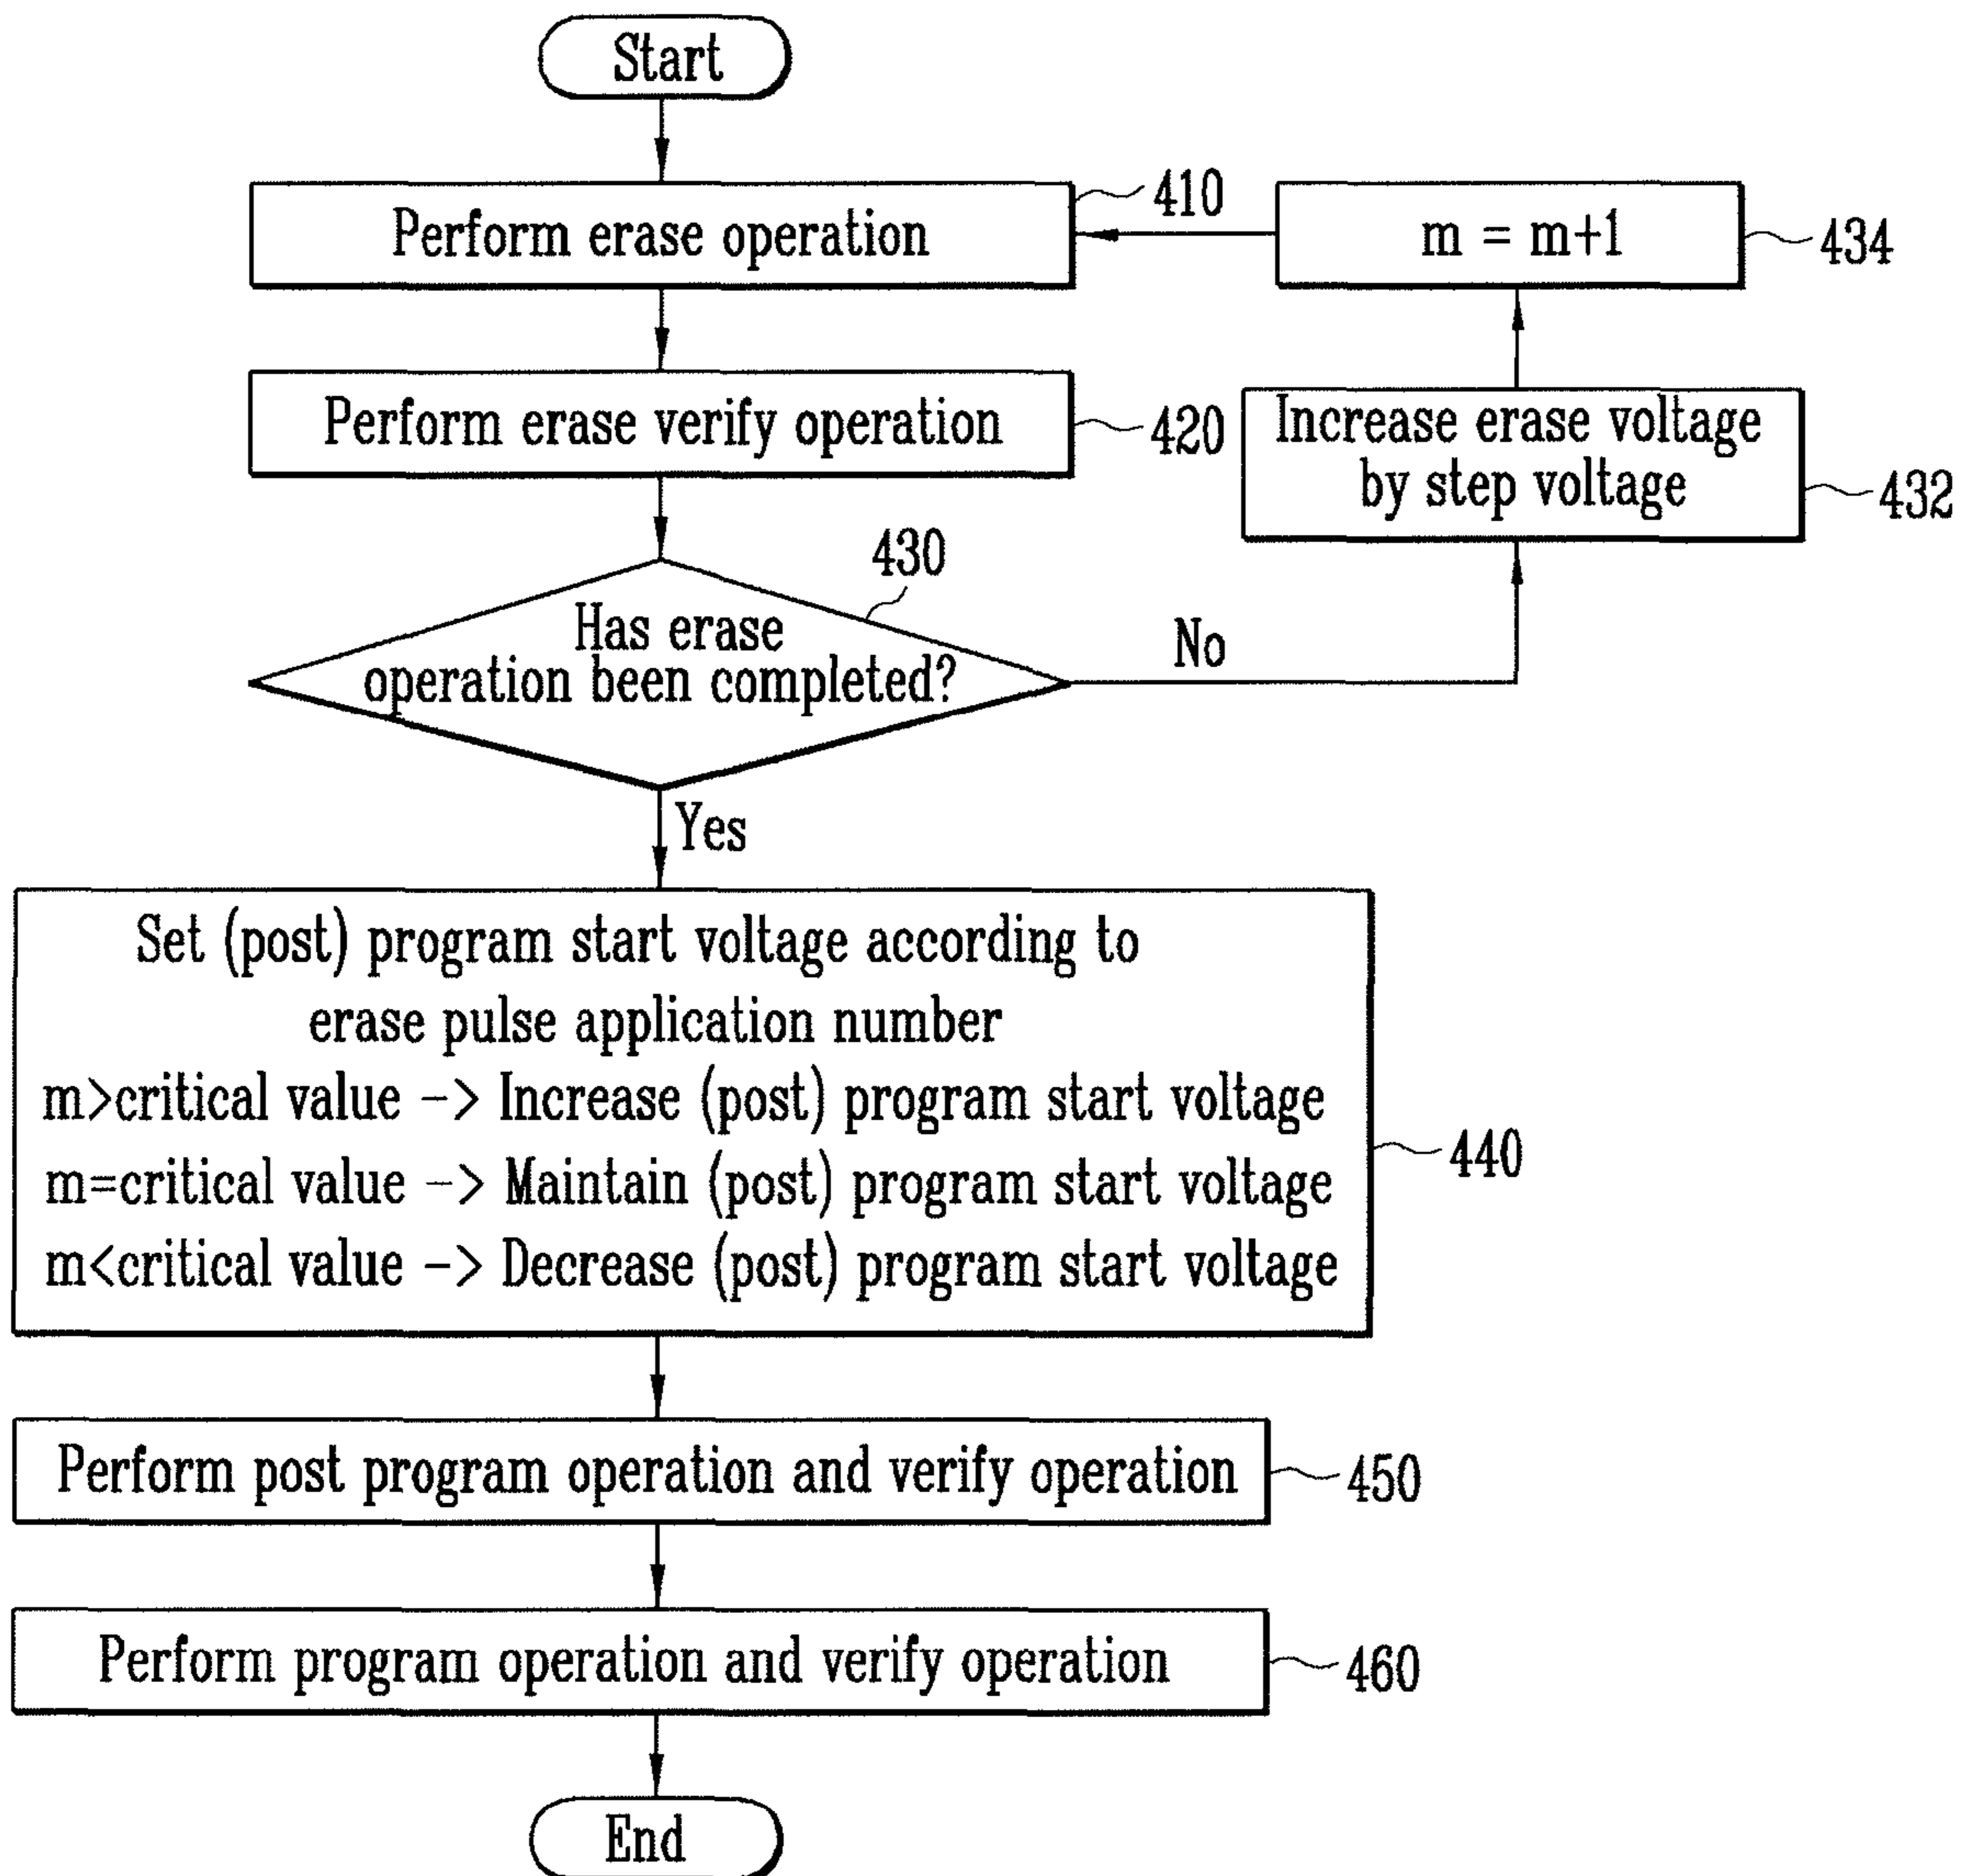 Start
Perform erase operation
410
m = m+1
434
Perform erase verify operation
420
Increase erase voltage
by step voltage
432
430
Has erase
operation been completed?
No
Yes
Set (post) program start voltage according to
erase pulse application number
m>critical value -> Increase (post) program start voltage
m=critical value -> Maintain (post) program start voltage
m<critical value -> Decrease (post) program start voltage
440
Perform post program operation and verify operation
450
Perform program operation and verify operation
460
End